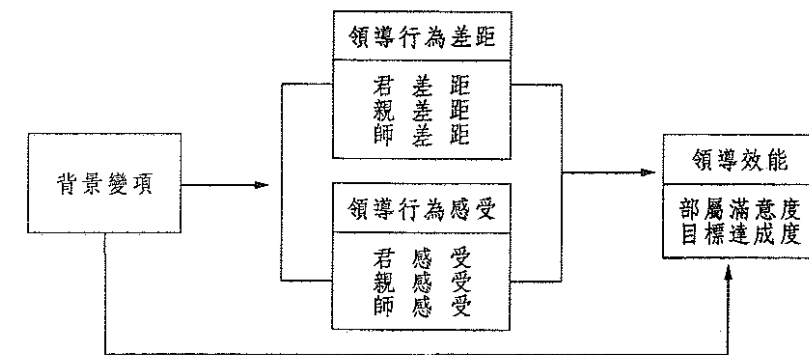 領導行為差距
君差距
親差距
師差距
背景變項
領導行為感受
君感受
親感受
師感受
領導效能
部屬滿意度
目標達成度